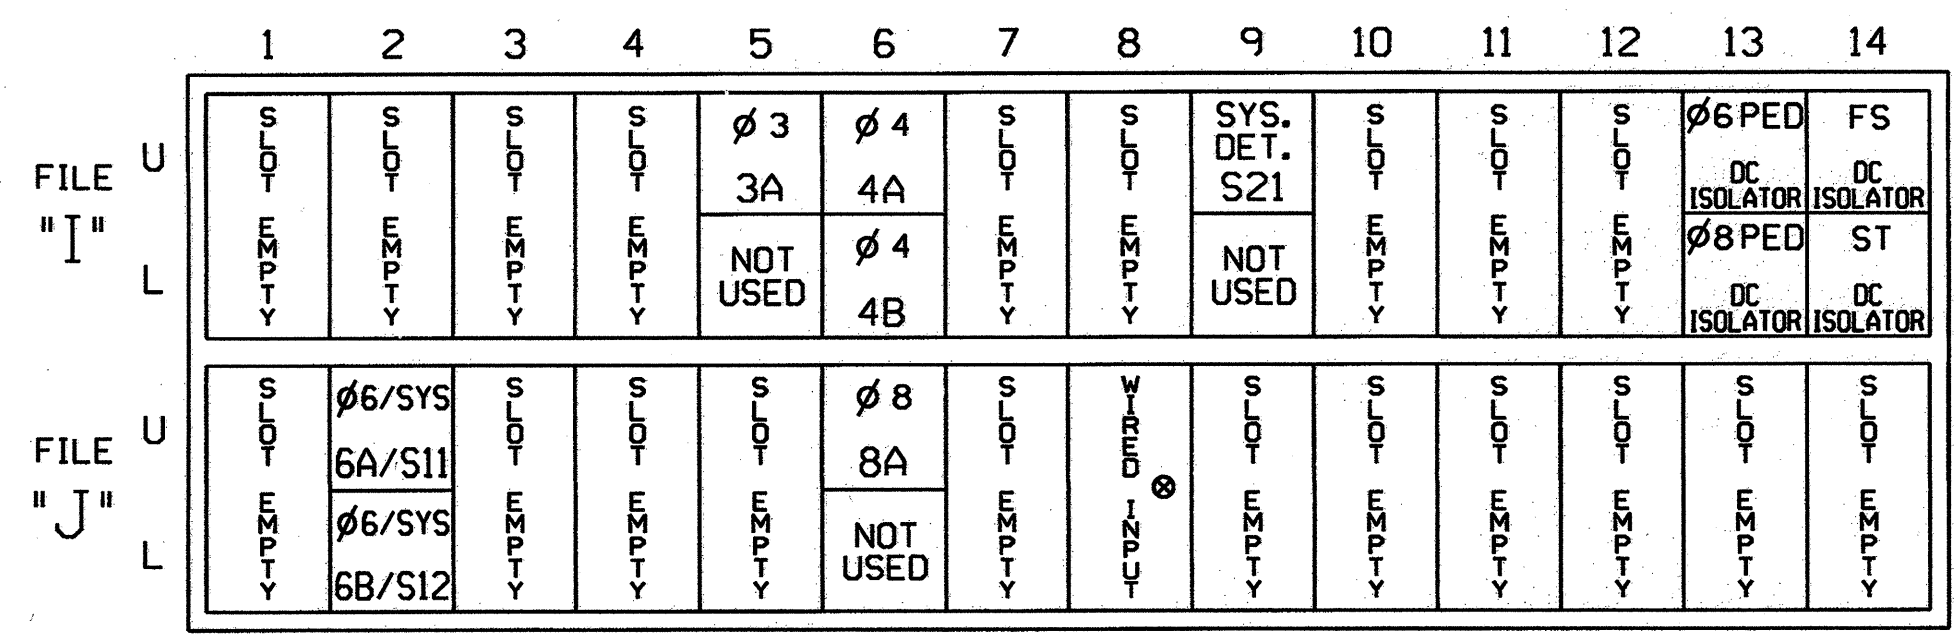 1 2 3 4 5 6 7 8 9 10 11 12 13 14
FILE "I"
U
L
SLOT EMPTY
SLOT EMPTY
SLOT EMPTY
SLOT EMPTY
Ø 3
3A
NOT
USED
Ø 4
4A
Ø 4
4B
SLOT EMPTY
SLOT EMPTY
SYS.
DET.
S21
NOT
USED
SLOT EMPTY
SLOT EMPTY
SLOT EMPTY
Ø6 PED
DC
ISOLATOR
Ø8 PED
DC
ISOLATOR
FS
DC
ISOLATOR
ST
DC
ISOLATOR
FILE "J"
U
L
SLOT EMPTY
Ø6/SYS
6A/S11
Ø6/SYS
6B/S12
SLOT EMPTY
SLOT EMPTY
SLOT EMPTY
Ø 8
8A
NOT
USED
SLOT EMPTY
WIRED INPUT
⊗
SLOT EMPTY
SLOT EMPTY
SLOT EMPTY
SLOT EMPTY
SLOT EMPTY
SLOT EMPTY